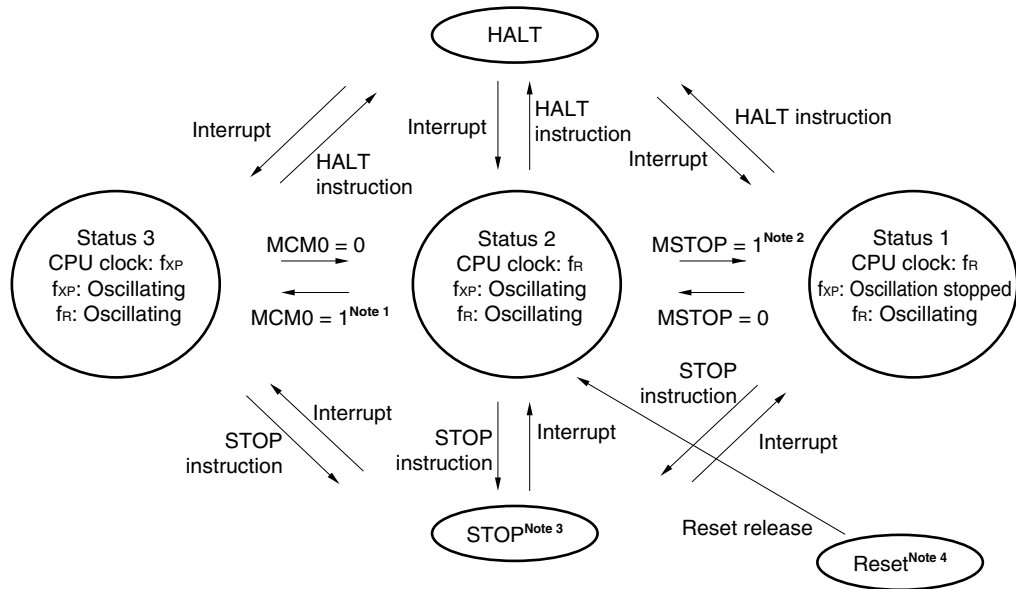 HALT
Interrupt
HALT
instruction
Interrupt
HALT
instruction
Interrupt
HALT instruction
Status 3
CPU clock: fXP
fXP: Oscillating
fR: Oscillating
MCM0 = 0
MCM0 = 1Note 1
Status 2
CPU clock: fR
fXP: Oscillating
fR: Oscillating
MSTOP = 1Note 2
MSTOP = 0
Status 1
CPU clock: fR
fXP: Oscillation stopped
fR: Oscillating
STOP
instruction
Interrupt
STOP
instruction
Interrupt
STOP
instruction
Interrupt
STOPNote 3
Reset release
ResetNote 4